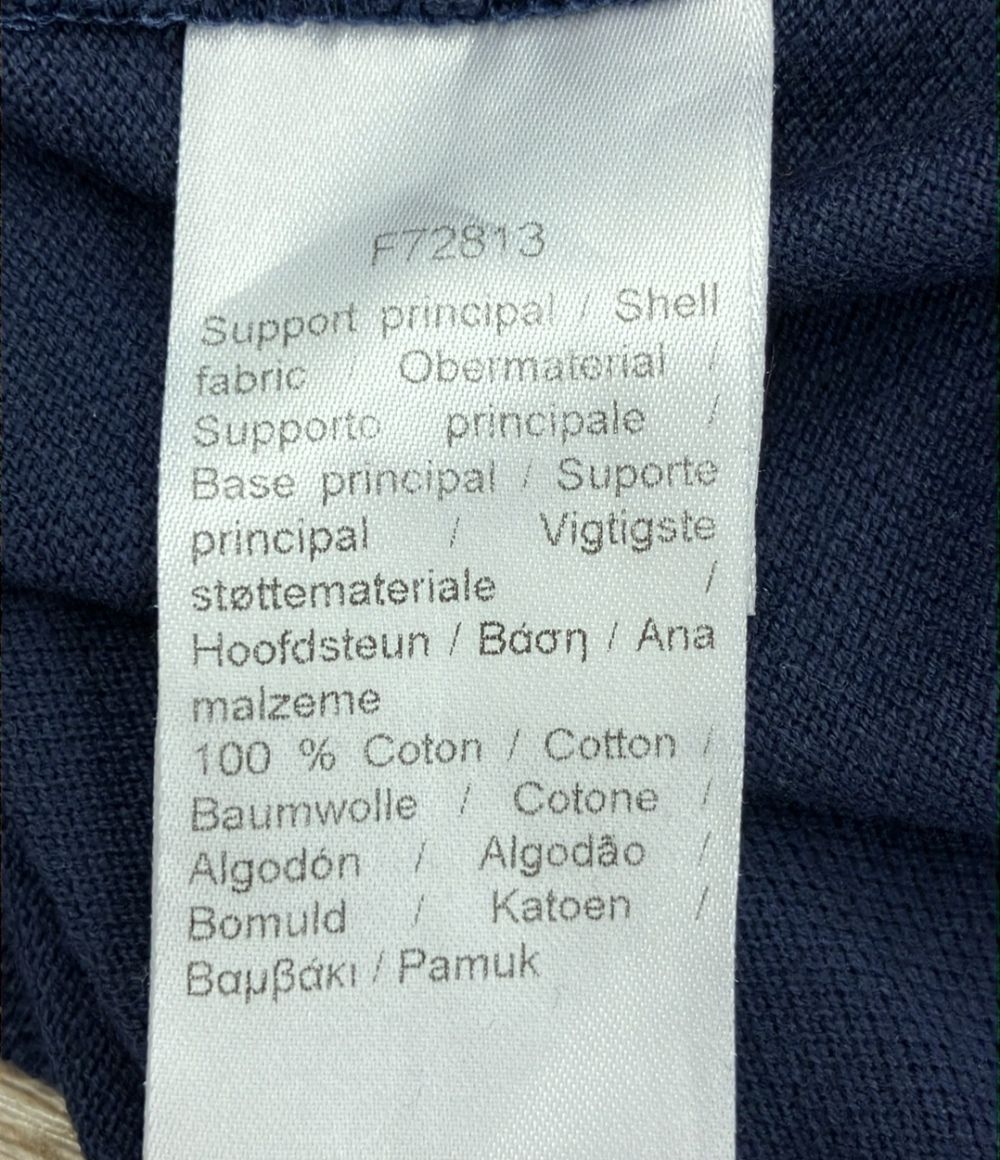 F72813
Support principal / Shell
fabric / Obermaterial /
Supporto principale /
Base principal / Suporte
principal / Vigtigste
støttemateriale /
Hoofdsteun / Βάση / Ana
malzeme
100 % Coton / Cotton /
Baumwolle / Cotone /
Algodón / Algodâo /
Bomuld / Katoen /
Βαμβάκι / Pamuk